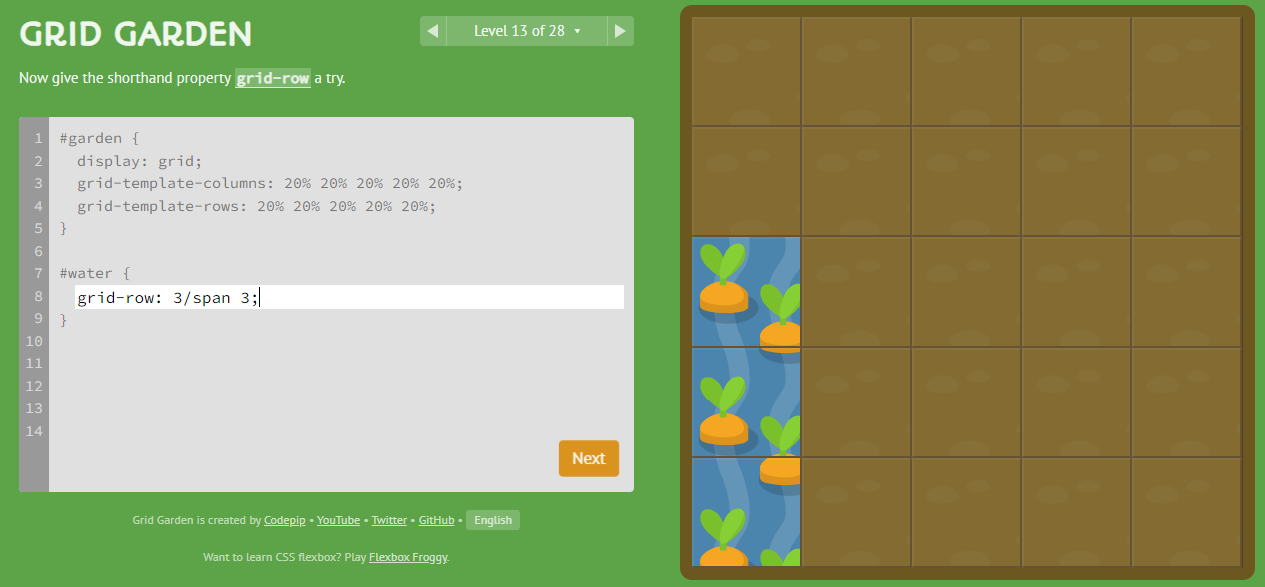 GRID GARDEN
◀ Level 13 of 28 ▾ ▶
Now give the shorthand property grid-row a try.
1 #garden {
2   display: grid;
3   grid-template-columns: 20% 20% 20% 20% 20%;
4   grid-template-rows: 20% 20% 20% 20% 20%;
5 }
6
7 #water {
8   grid-row: 3/span 3;
9 }
10
11
12
13
14
Next
Grid Garden is created by Codepip • YouTube • Twitter • GitHub • English
Want to learn CSS flexbox? Play Flexbox Froggy.